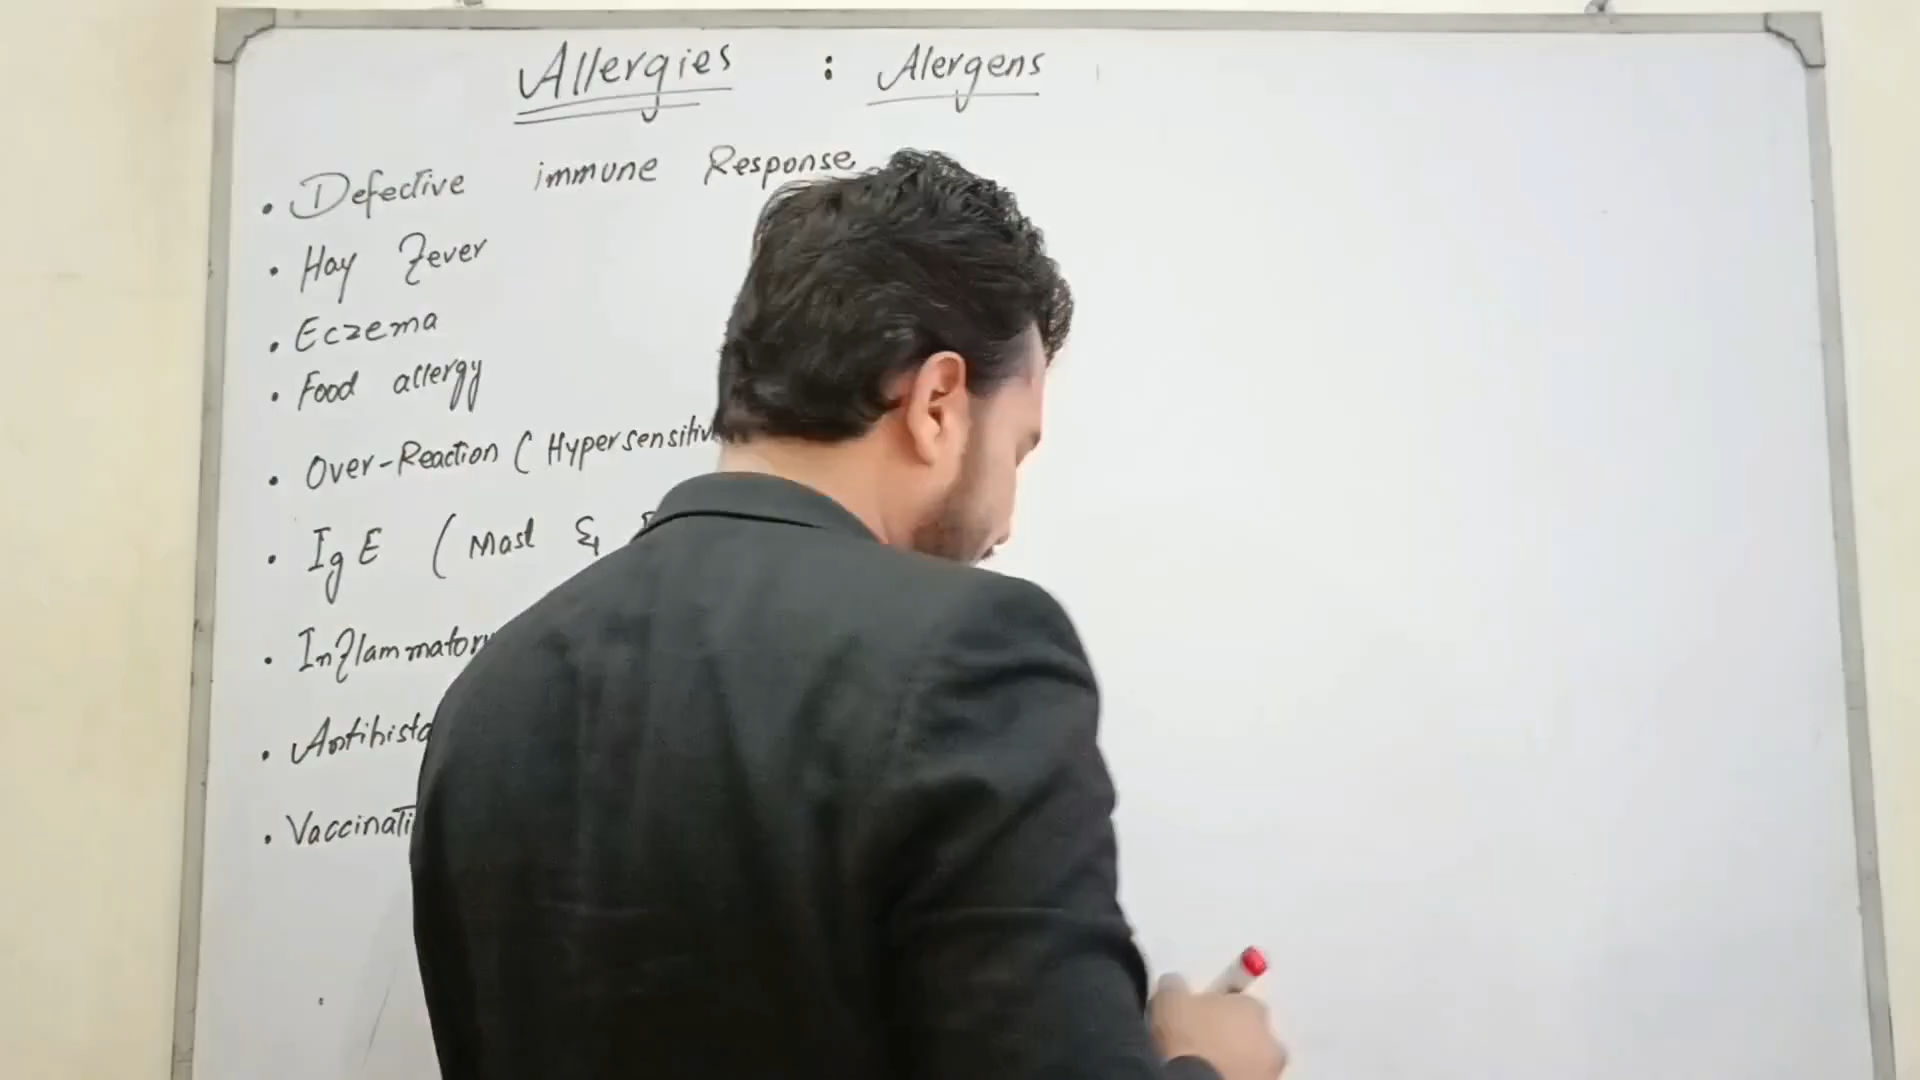 Allergies : Alergens
• Defective immune Response
• Hay Fever
• Eczema
• Food allergy
• Over-Reaction ( Hypersensitiv
• IgE ( Mast &
• Inflammatory
• Antihista
• Vaccinati